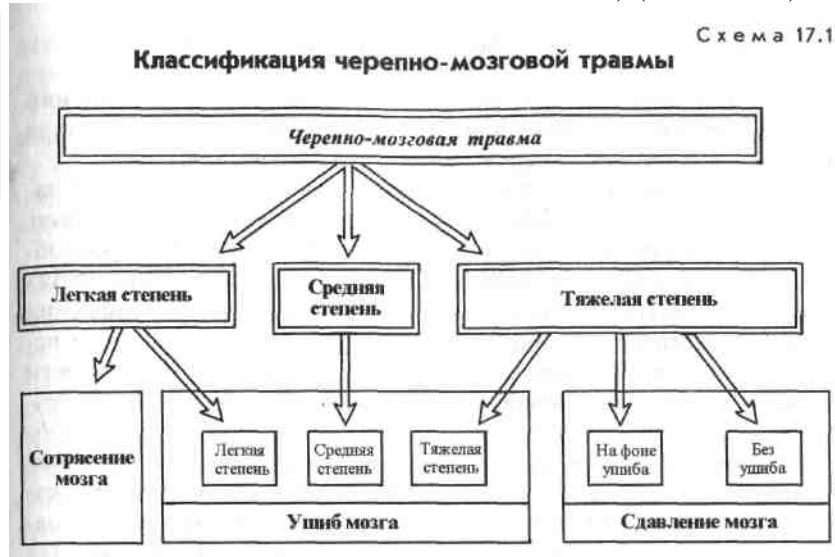 Схема 17.1
Классификация черепно-мозговой травмы
Черепно-мозговая травма
Легкая степень
Средняя
степень
Тяжелая степень
Сотрясение
мозга
Легкая
степень
Средняя
степень
Тяжелая
степень
На фоне
ушиба
Без
ушиба
Ушиб мозга
Сдавление мозга